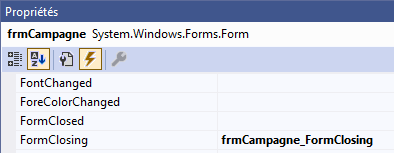 Propriétés
frmCampagne System.Windows.Forms.Form
FontChanged
ForeColorChanged
FormClosed
FormClosing frmCampagne_FormClosing